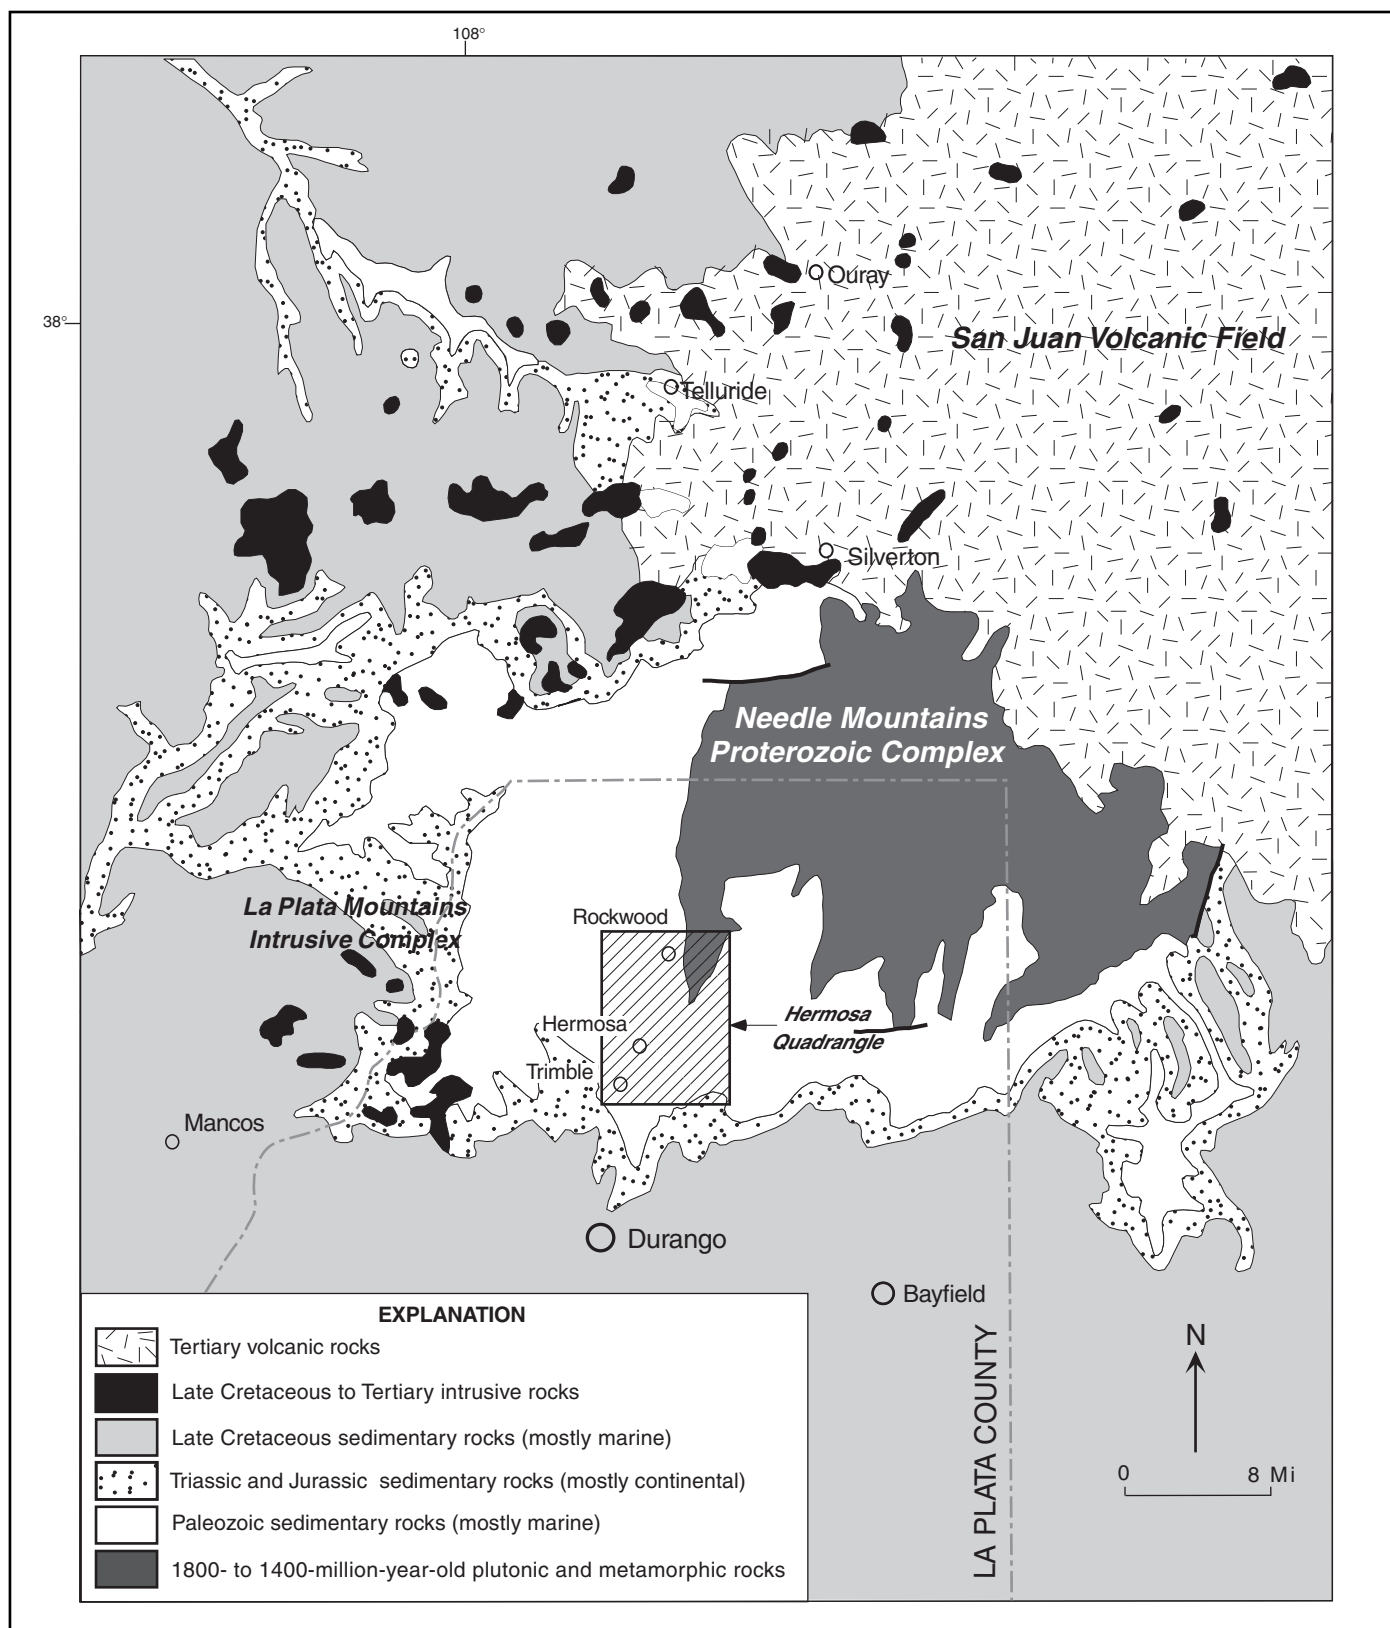 108°
38°
Ouray
San Juan Volcanic Field
Telluride
Silverton
Needle Mountains
Proterozoic Complex
La Plata Mountains
Intrusive Complex
Rockwood
Hermosa
Trimble
Hermosa
Quadrangle
Mancos
Durango
Bayfield
LA PLATA COUNTY
N
0 8 Mi
EXPLANATION
Tertiary volcanic rocks
Late Cretaceous to Tertiary intrusive rocks
Late Cretaceous sedimentary rocks (mostly marine)
Triassic and Jurassic sedimentary rocks (mostly continental)
Paleozoic sedimentary rocks (mostly marine)
1800- to 1400-million-year-old plutonic and metamorphic rocks